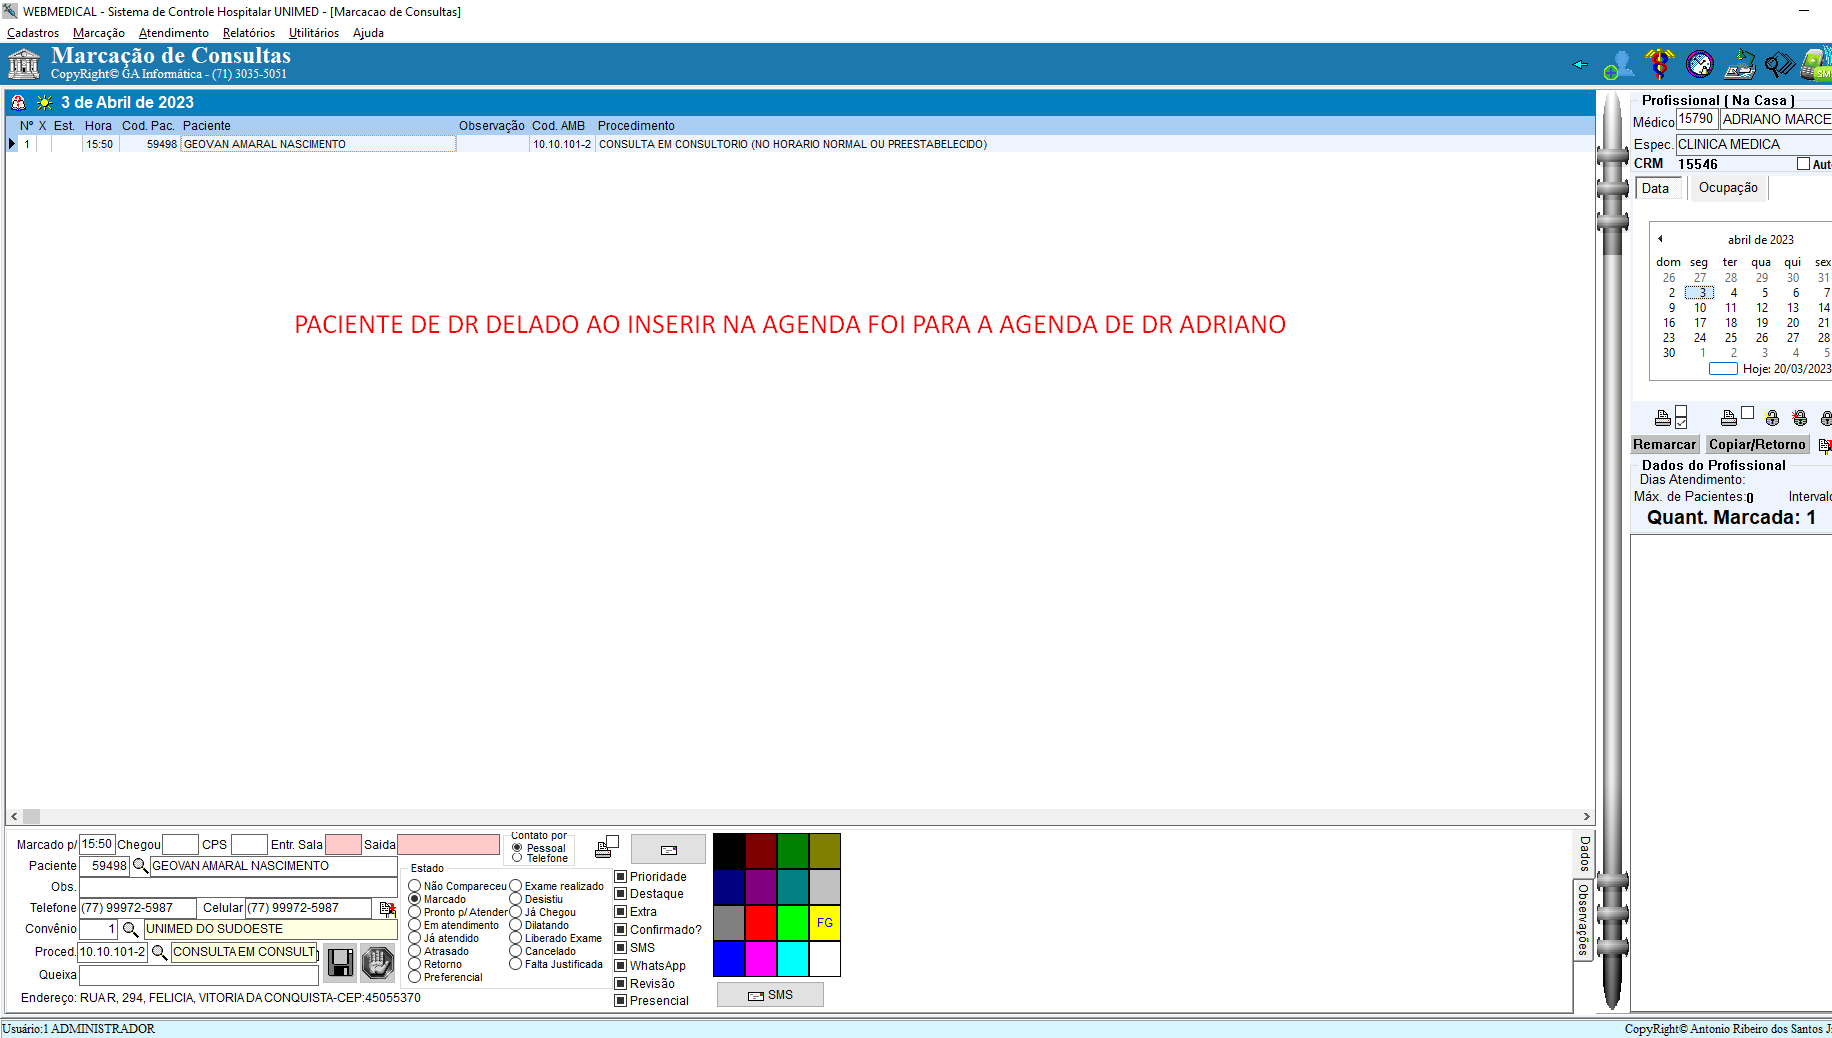 WEBMEDICAL - Sistema de Controle Hospitalar UNIMED - [Marcacao de Consultas]
Cadastros Marcação Atendimento Relatórios Utilitários Ajuda
Marcação de Consultas
CopyRight© GA Informática - (71) 3035-5051
SMS
3 de Abril de 2023
Nº X Est. Hora Cod. Pac. Paciente Observação Cod. AMB Procedimento
1 15:50 59498 GEOVAN AMARAL NASCIMENTO 10.10.101-2 CONSULTA EM CONSULTORIO (NO HORARIO NORMAL OU PREESTABELECIDO)
PACIENTE DE DR DELADO AO INSERIR NA AGENDA FOI PARA A AGENDA DE DR ADRIANO
Profissional ( Na Casa )
Médico 15790 ADRIANO MARCE
Espec. CLINICA MEDICA
CRM 15546 Aut
Data Ocupação
abril de 2023
dom seg ter qua qui sex
26 27 28 29 30 31
2 3 4 5 6 7
9 10 11 12 13 14
16 17 18 19 20 21
23 24 25 26 27 28
30 1 2 3 4 5
Hoje: 20/03/2023
Remarcar Copiar/Retorno
Dados do Profissional
Dias Atendimento:
Máx. de Pacientes:0 Intervalo
Quant. Marcada: 1
Marcado p/ 15:50 Chegou CPS Entr. Sala Saida
Paciente 59498 GEOVAN AMARAL NASCIMENTO
Obs.
Telefone (77) 99972-5987 Celular (77) 99972-5987
Convênio 1 UNIMED DO SUDOESTE
Proced. 10.10.101-2 CONSULTA EM CONSULT
Queixa
Endereço: RUA R, 294, FELICIA, VITORIA DA CONQUISTA-CEP:45055370
Contato por
Pessoal
Telefone
Estado
Não Compareceu Exame realizado
Marcado Desistiu
Pronto p/ Atender Já Chegou
Em atendimento Dilatando
Já atendido Liberado Exame
Atrasado Cancelado
Retorno Falta Justificada
Preferencial
Prioridade
Destaque
Extra
Confirmado?
SMS
WhatsApp
Revisão
Presencial
FG
SMS
Dados
Observações
Usuário:1 ADMINISTRADOR
CopyRight© Antonio Ribeiro dos Santos J